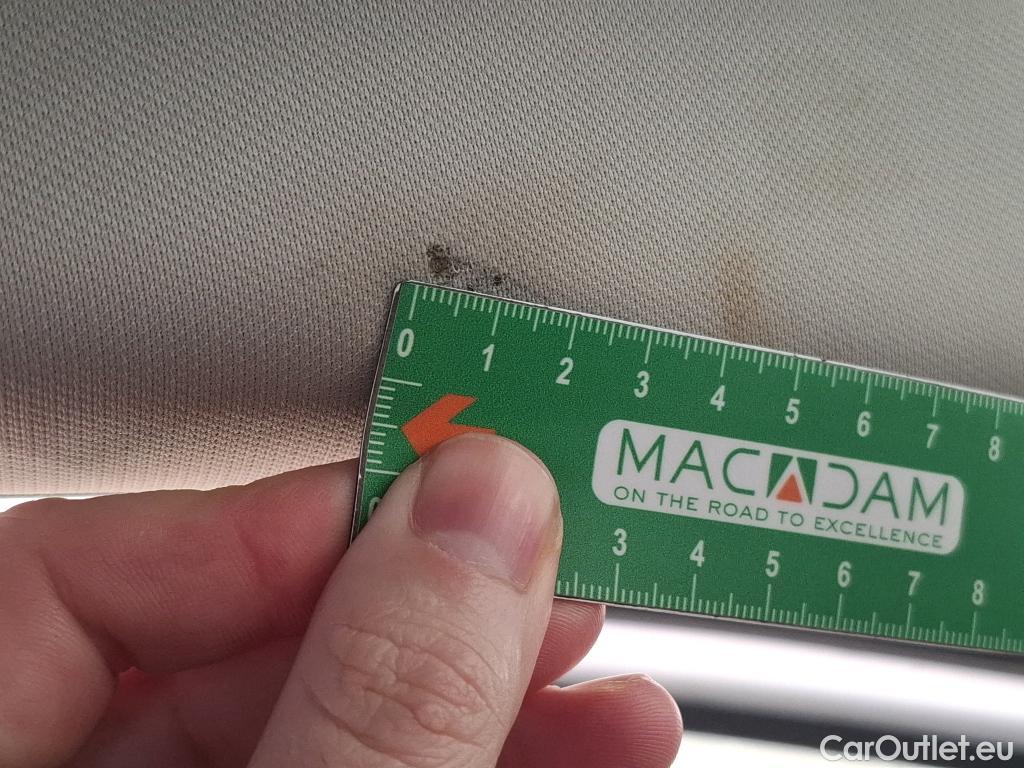 0 1 2 3 4 5 6 7 8
MACADAM
ON THE ROAD TO EXCELLENCE
3 4 5 6 7 8
CarOutlet.eu